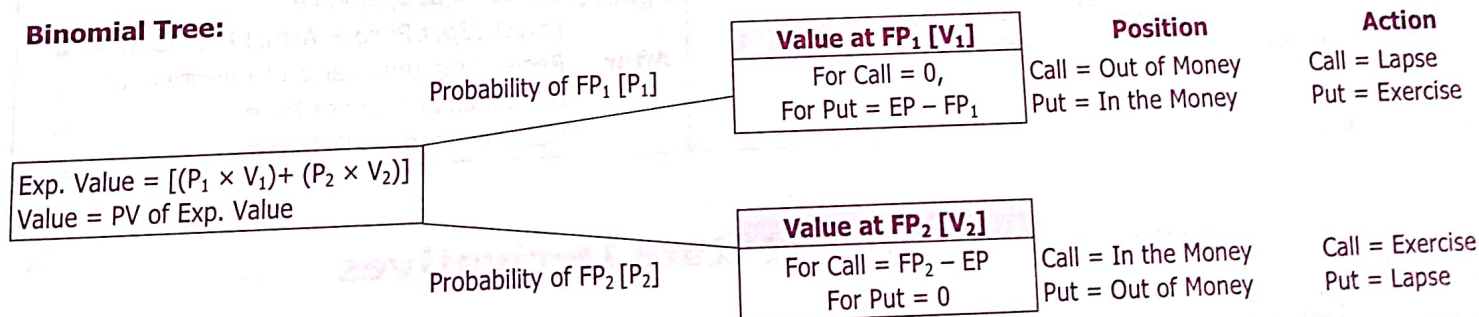 Binomial Tree:
Probability of FP₁ [P₁]
Value at FP₁ [V₁]
For Call = 0,
For Put = EP – FP₁
Position
Call = Out of Money
Put = In the Money
Action
Call = Lapse
Put = Exercise
Exp. Value = [(P₁ × V₁)+ (P₂ × V₂)]
Value = PV of Exp. Value
Probability of FP₂ [P₂]
Value at FP₂ [V₂]
For Call = FP₂ – EP
For Put = 0
Call = In the Money
Put = Out of Money
Call = Exercise
Put = Lapse